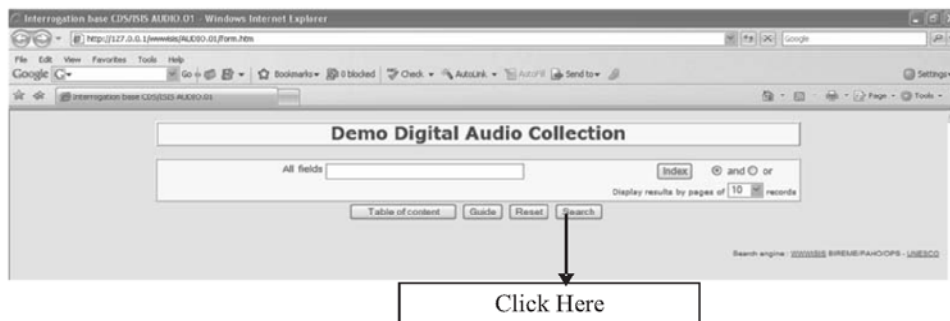 Interrogation base CDS/ISIS AUDIO.01 - Windows Internet Explorer
http://127.0.0.1/wwwisis/AUDIO.01/form.htm
Google
File Edit View Favorites Tools Help
Google G Go Bookmarks 0 blocked Check AutoLink AutoFill Send to Settings
Interrogation base CDS/ISIS AUDIO.01 Page Tools
Demo Digital Audio Collection
All fields Index and or
Display results by pages of 10 records
Table of content Guide Reset Search
Search engine : WWWISIS BIREME/PAHO/OPS - UNESCO
Click Here